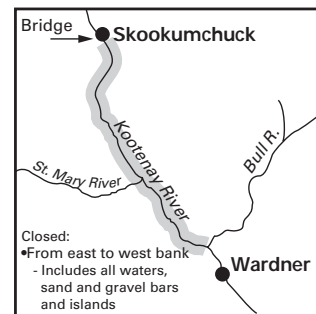 Bridge
Skookumchuck
Kootenay River
Bull R.
St. Mary River
Closed:
•From east to west bank
- Includes all waters,
sand and gravel bars
and islands
Wardner